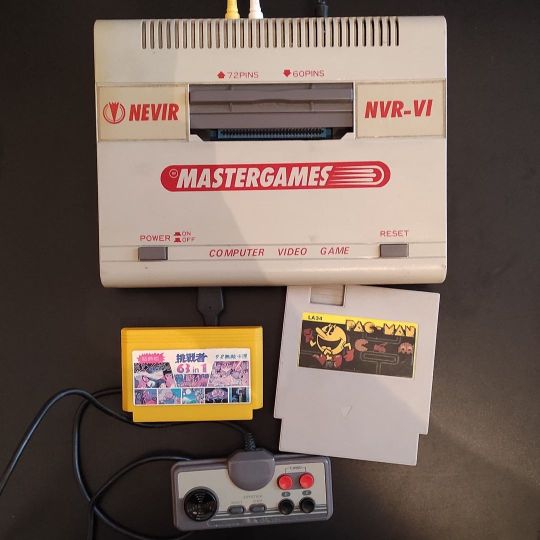 72PINS 60PINS
NEVIR
NVR-VI
MASTERGAMES
POWER ON
OFF
RESET
COMPUTER VIDEO GAME
挑戰者
63 in 1
LA34
PAC-MAN